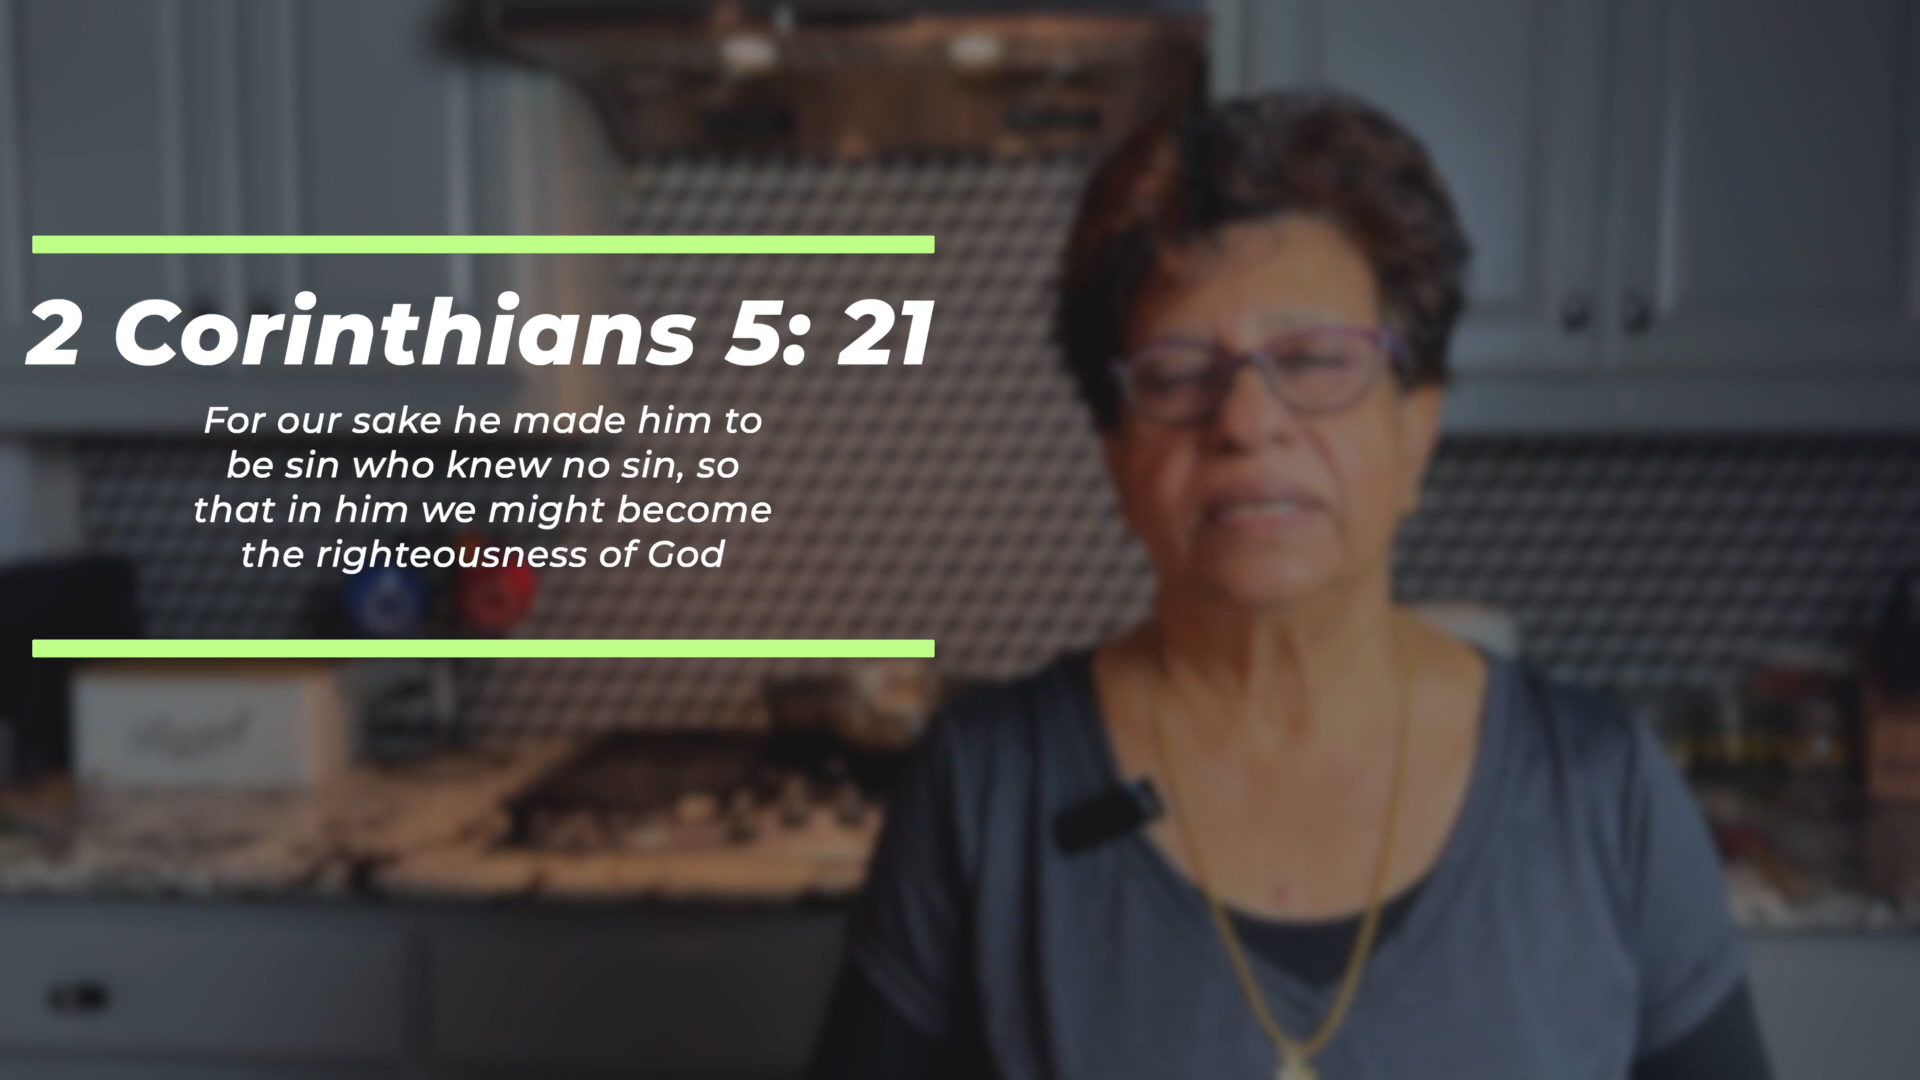 2 Corinthians 5: 21
For our sake he made him to
be sin who knew no sin, so
that in him we might become
the righteousness of God